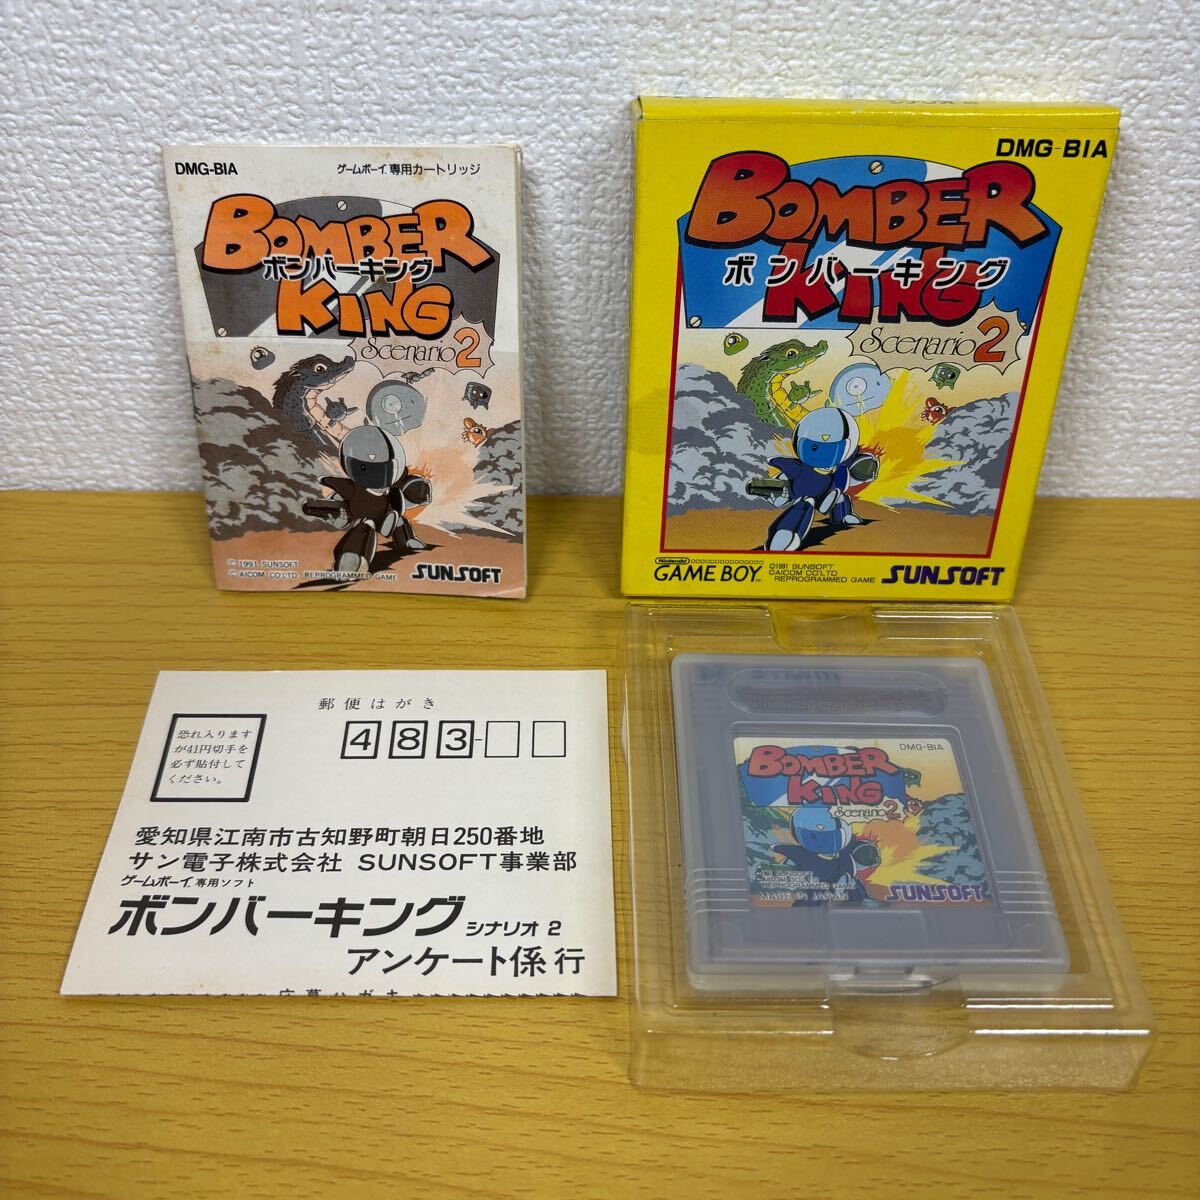 DMG-BIA
ゲームボーイ専用カートリッジ
BOMBER
ボンバーキング
KING
Scenario 2
© 1991 SUNSOFT
© AICOM CO'LTD. REPROGRAMMED GAME
SUNSOFT
DMG-BIA
BOMBER
ボンバーキング
KING
Scenario 2
Nintendo
GAME BOY
©1991 SUNSOFT
©AICOM CO'LTD
REPROGRAMMED GAME
SUNSOFT
郵便はがき
恐れ入ります
が41円切手を
必ず貼付して
ください。
483-
愛知県江南市古知野町朝日250番地
サン電子株式会社 SUNSOFT事業部
ゲームボーイ専用ソフト
ボンバーキング シナリオ2
アンケート係 行
応募ハガキ
DMG-BIA
BOMBER
KING
Scenario 2
REPROGRAMMED GAME
MADE IN JAPAN
SUNSOFT